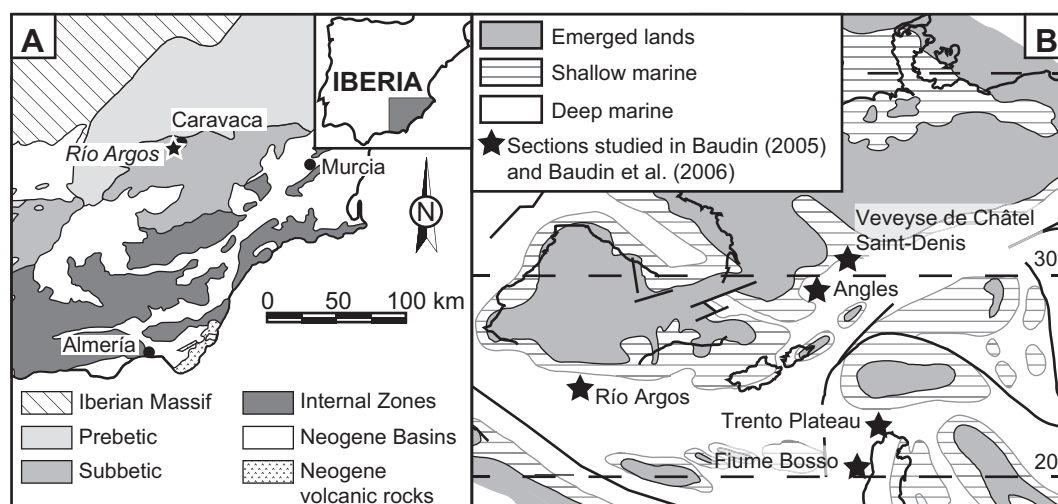 A
IBERIA
Caravaca
Río Argos
Murcia
N
0 50 100 km
Almería
Iberian Massif
Prebetic
Subbetic
Internal Zones
Neogene Basins
Neogene
volcanic rocks
B
Emerged lands
Shallow marine
Deep marine
Sections studied in Baudin (2005)
and Baudin et al. (2006)
Veveyse de Châtel
Saint-Denis
30
Angles
Río Argos
Trento Plateau
Fiume Bosso
20